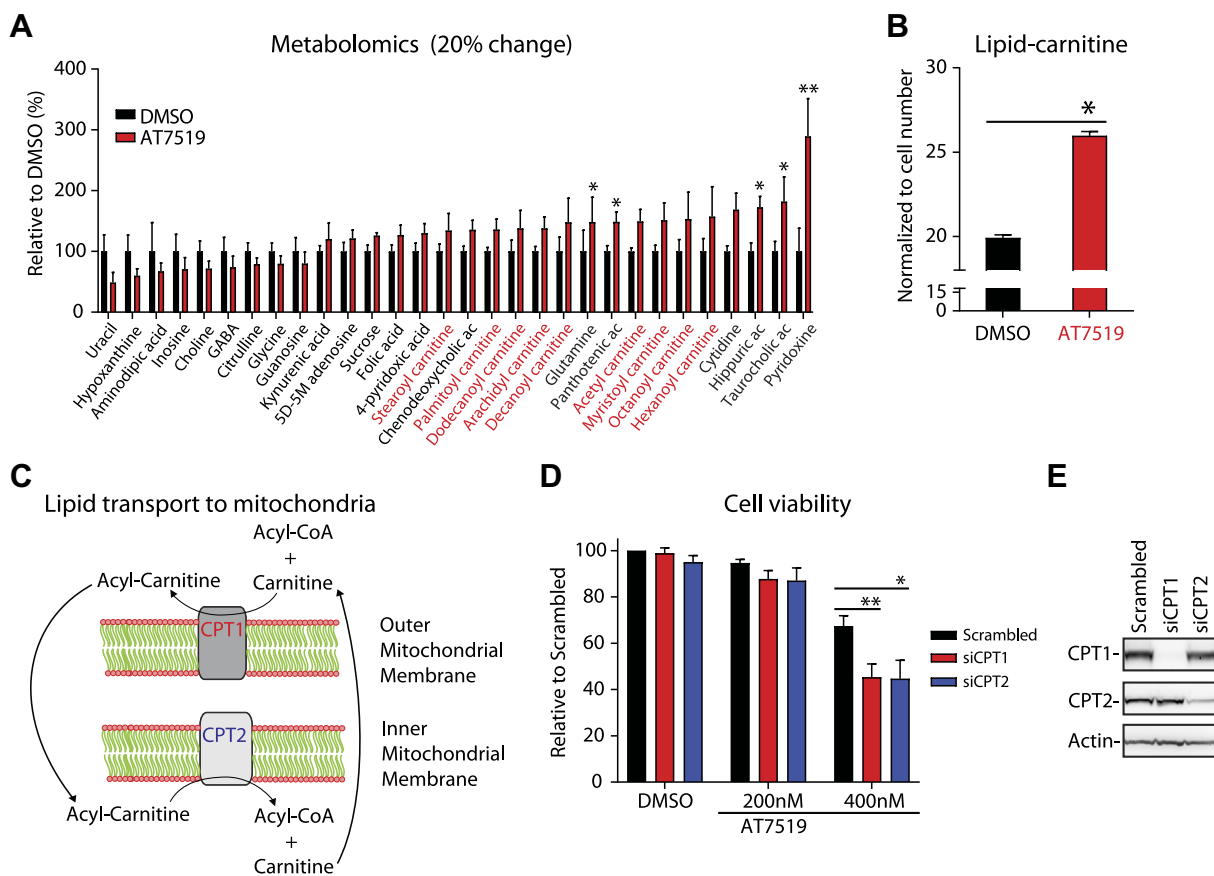 A
Metabolomics (20% change)
400
300
200
100
0
Relative to DMSO (%)
DMSO
AT7519
*
*
*
*
**
Uracil
Hypoxanthine
Aminodipic acid
Inosine
Choline
GABA
Citrulline
Glycine
Guanosine
Kynurenic acid
5D-5M adenosine
Sucrose
Folic acid
4-pyridoxic acid
Stearoyl carnitine
Chenodeoxycholic ac
Palmitoyl carnitine
Dodecanoyl carnitine
Arachidyl carnitine
Decanoyl carnitine
Glutamine
Panthotenic ac
Acetyl carnitine
Myristoyl carnitine
Octanoyl carnitine
Hexanoyl carnitine
Cytidine
Hippuric ac
Taurocholic ac
Pyridoxine
B
Lipid-carnitine
30
25
20
15
0
Normalized to cell number
*
DMSO
AT7519
C
Lipid transport to mitochondria
Acyl-CoA
+
Acyl-Carnitine
Carnitine
CPT1
Outer
Mitochondrial
Membrane
CPT2
Inner
Mitochondrial
Membrane
Acyl-Carnitine
Acyl-CoA
+
Carnitine
D
Cell viability
100
80
60
40
20
0
Relative to Scrambled
*
**
Scrambled
siCPT1
siCPT2
DMSO
200nM
400nM
AT7519
E
Scrambled
siCPT1
siCPT2
CPT1-
CPT2-
Actin-